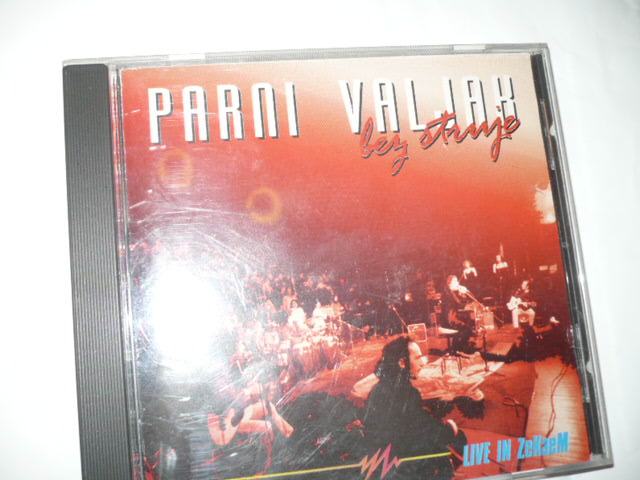 PARNI VALJAK
bez struje
LIVE IN ZeKaeM